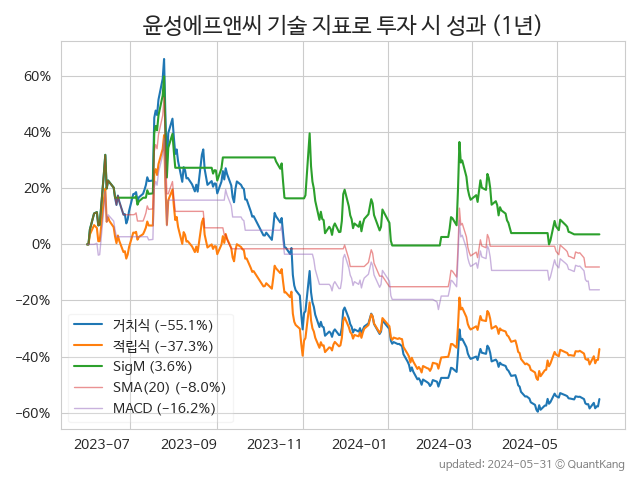 윤성에프앤씨 기술 지표로 투자 시 성과 (1년)
60%
40%
20%
0%
−20%
−40%
−60%
거치식 (−55.1%)
적립식 (−37.3%)
SigM (3.6%)
SMA(20) (−8.0%)
MACD (−16.2%)
2023−07
2023−09
2023−11
2024−01
2024−03
2024−05
updated: 2024−05−31 © QuantKang